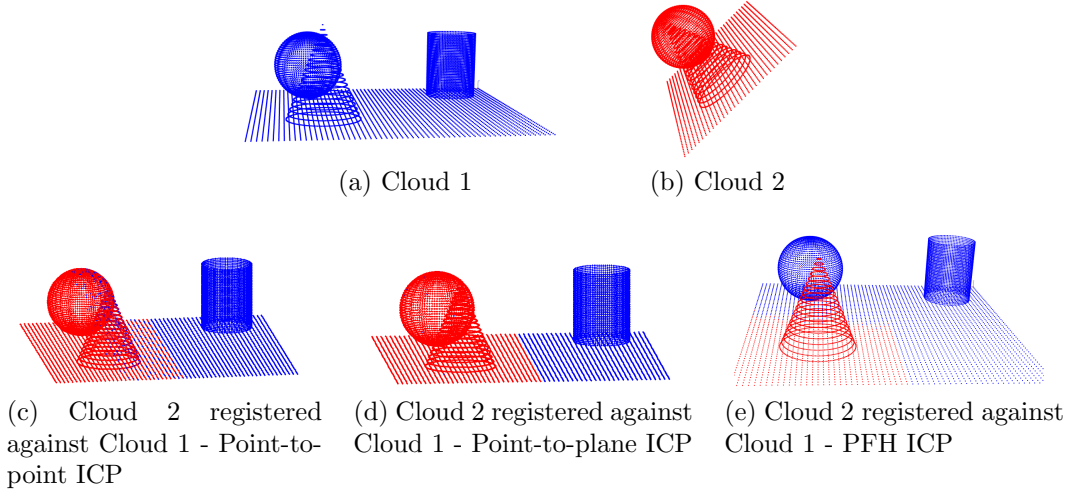 (a) Cloud 1
(b) Cloud 2
(c) Cloud 2 registered
against Cloud 1 - Point-to-
point ICP
(d) Cloud 2 registered against
Cloud 1 - Point-to-plane ICP
(e) Cloud 2 registered against
Cloud 1 - PFH ICP